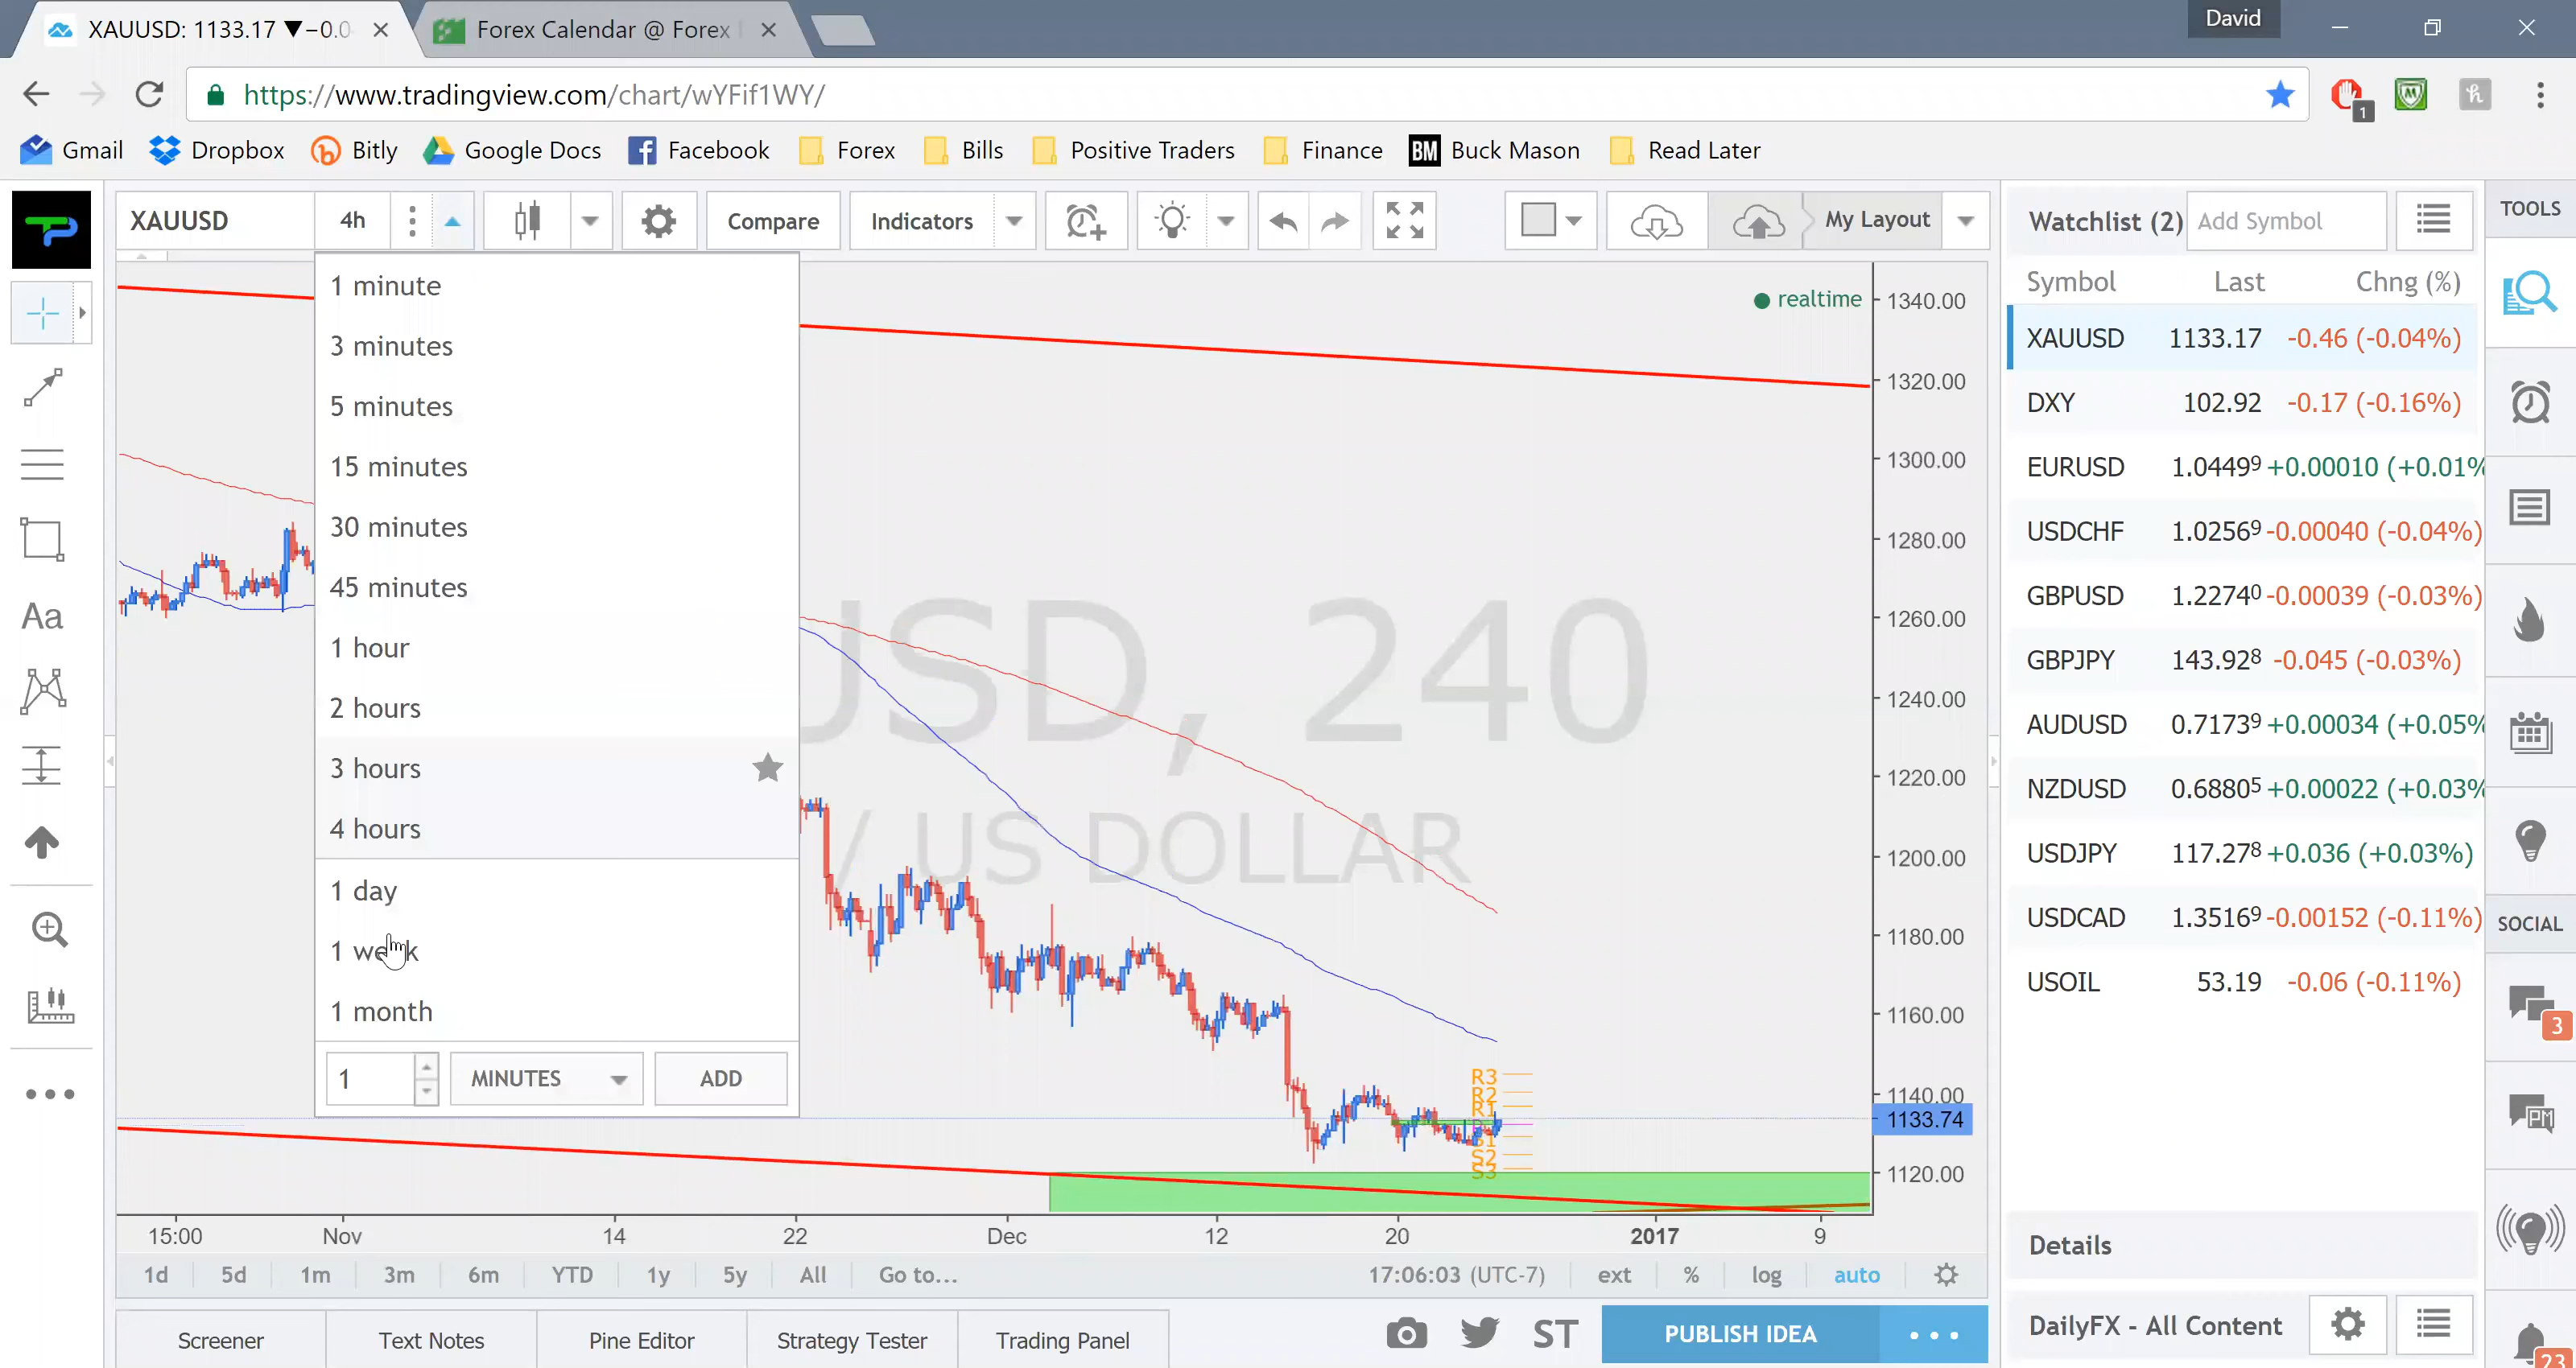 XAUUSD: 1133.17 ▼−0.0
Forex Calendar @ Forex
David
https://www.tradingview.com/chart/wYFif1WY/
1
Gmail Dropbox Bitly Google Docs Facebook Forex Bills Positive Traders Finance BM Buck Mason Read Later
XAUUSD 4h Compare Indicators My Layout
Watchlist (2) Add Symbol
TOOLS
1 minute
3 minutes
5 minutes
15 minutes
30 minutes
45 minutes
1 hour
2 hours
3 hours
4 hours
1 day
1 week
1 month
1 MINUTES ADD
Aa
realtime
USD, 240
/ US DOLLAR
1340.00
1320.00
1300.00
1280.00
1260.00
1240.00
1220.00
1200.00
1180.00
1160.00
1140.00
1133.74
1120.00
R3
R2
R1
S1
S2
S3
15:00 Nov 14 22 Dec 12 20 2017 9
1d 5d 1m 3m 6m YTD 1y 5y All Go to... 17:06:03 (UTC-7) ext % log auto
Screener Text Notes Pine Editor Strategy Tester Trading Panel ST PUBLISH IDEA
Symbol Last Chng (%)
XAUUSD 1133.17 -0.46 (-0.04%)
DXY 102.92 -0.17 (-0.16%)
EURUSD 1.04499 +0.00010 (+0.01%
USDCHF 1.02569 -0.00040 (-0.04%)
GBPUSD 1.22740 -0.00039 (-0.03%)
GBPJPY 143.928 -0.045 (-0.03%)
AUDUSD 0.71739 +0.00034 (+0.05%
NZDUSD 0.68805 +0.00022 (+0.03%
USDJPY 117.278 +0.036 (+0.03%)
USDCAD 1.35169 -0.00152 (-0.11%)
USOIL 53.19 -0.06 (-0.11%)
SOCIAL
3
PM
Details
DailyFX - All Content
23